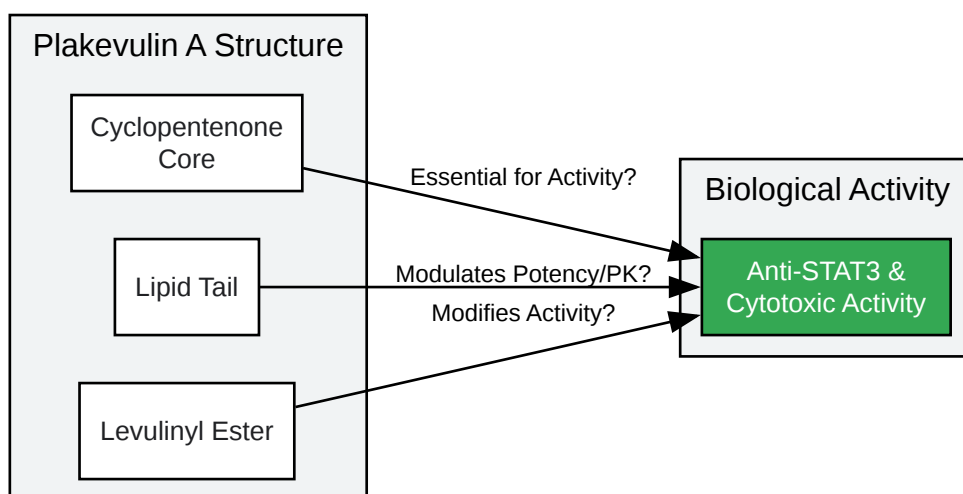 Plakevulin A Structure
Cyclopentenone
Core
Essential for Activity?
Biological Activity
Lipid Tail
Modulates Potency/PK?
Anti-STAT3 &
Cytotoxic Activity
Modifies Activity?
Levulinyl Ester